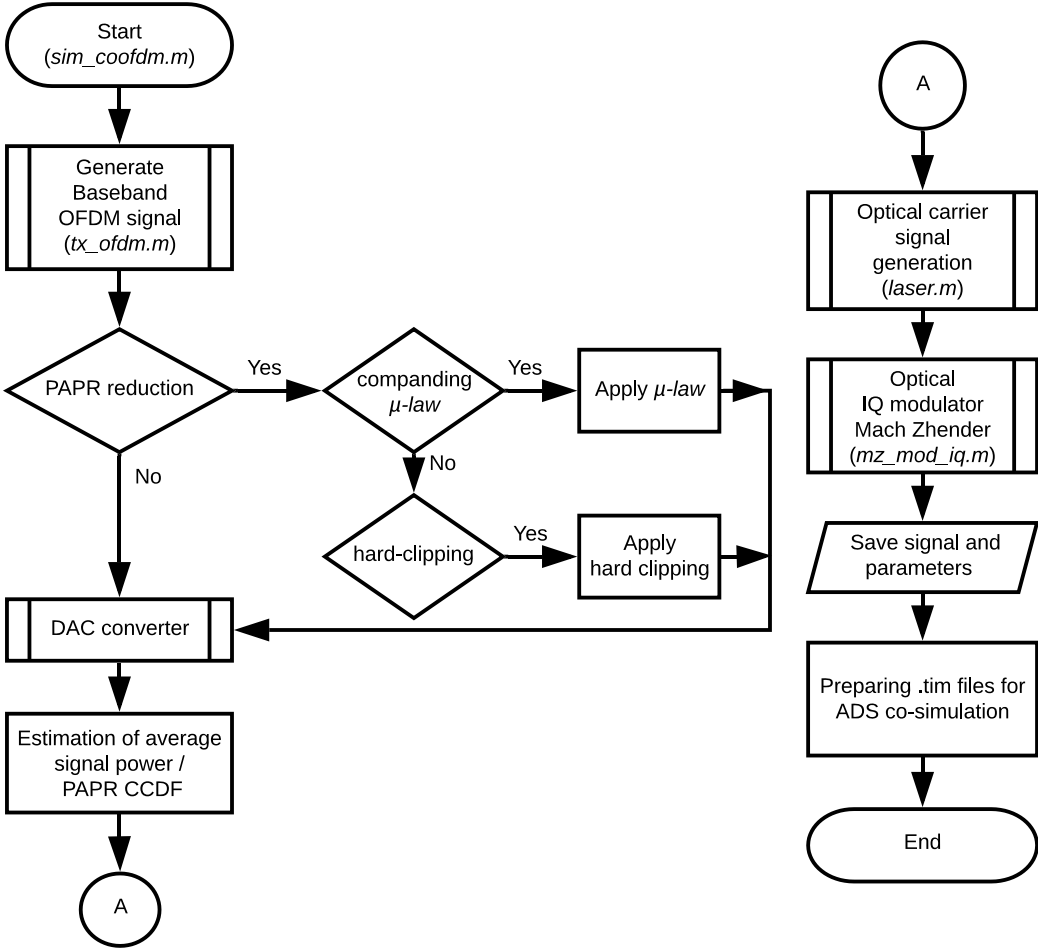 Start
(sim_coofdm.m)
Generate
Baseband
OFDM signal
(tx_ofdm.m)
PAPR reduction
Yes
No
companding
µ-law
Yes
No
Apply µ-law
hard-clipping
Yes
Apply
hard clipping
DAC converter
Estimation of average
signal power /
PAPR CCDF
A
A
Optical carrier
signal
generation
(laser.m)
Optical
IQ modulator
Mach Zhender
(mz_mod_iq.m)
Save signal and
parameters
Preparing .tim files for
ADS co-simulation
End